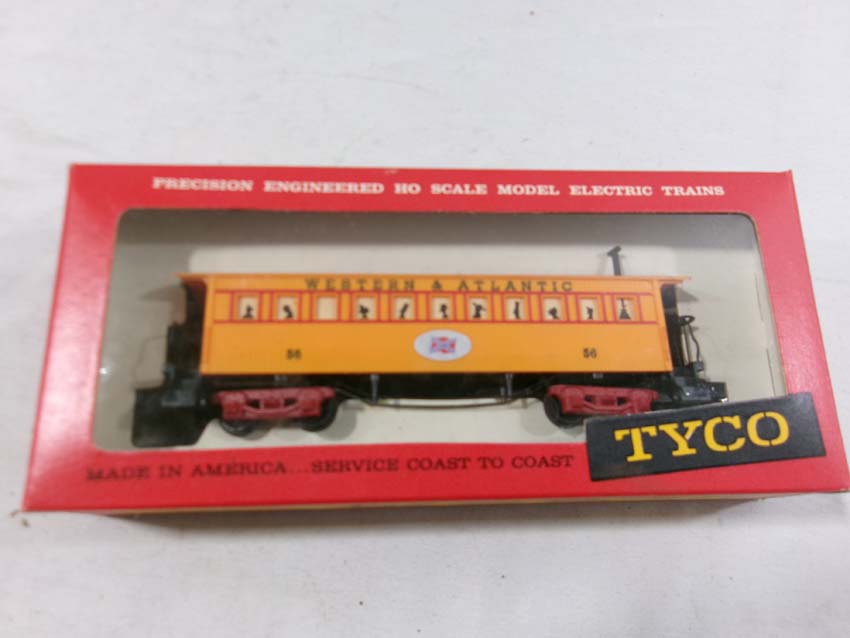 PRECISION ENGINEERED HO SCALE MODEL ELECTRIC TRAINS
WESTERN & ATLANTIC
56 56
MADE IN AMERICA...SERVICE COAST TO COAST
TYCO